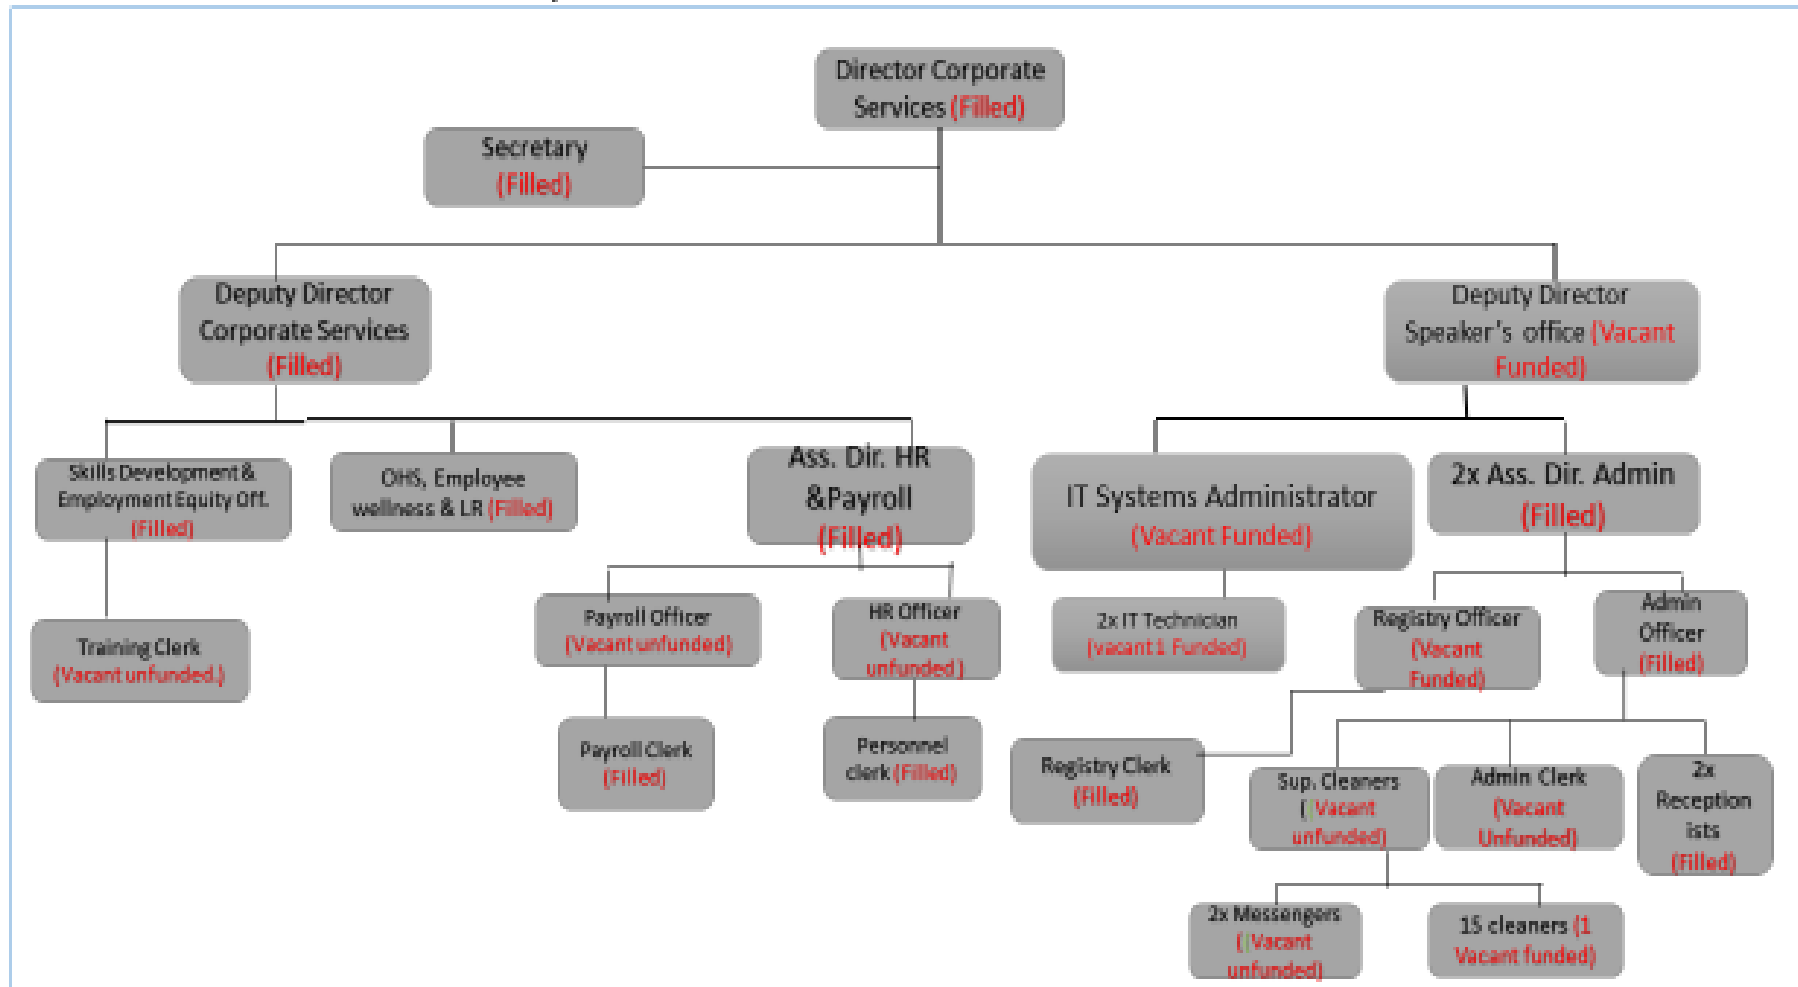 Director Corporate
Services (Filled)
Secretary
(Filled)
Deputy Director
Corporate Services
(Filled)
Deputy Director
Speaker's office (Vacant
Funded)
Skills Development &
Employment Equity Off.
(Filled)
OHS, Employee
wellness & LR (Filled)
Ass. Dir. HR
&Payroll
(Filled)
IT Systems Administrator
(Vacant Funded)
2x Ass. Dir. Admin
(Filled)
Training Clerk
(Vacant unfunded.)
Payroll Officer
(Vacant unfunded)
HR Officer
(Vacant
unfunded )
2x IT Technician
(vacant 1 Funded)
Registry Officer
(Vacant
Funded)
Admin
Officer
(Filled)
Payroll Clerk
(Filled)
Personnel
clerk (Filled)
Registry Clerk
(Filled)
Sup. Cleaners
((Vacant
unfunded)
Admin Clerk
(Vacant
Unfunded)
2x
Reception
ists
(Filled)
2x Messengers
((Vacant
unfunded)
15 cleaners (1
Vacant funded)